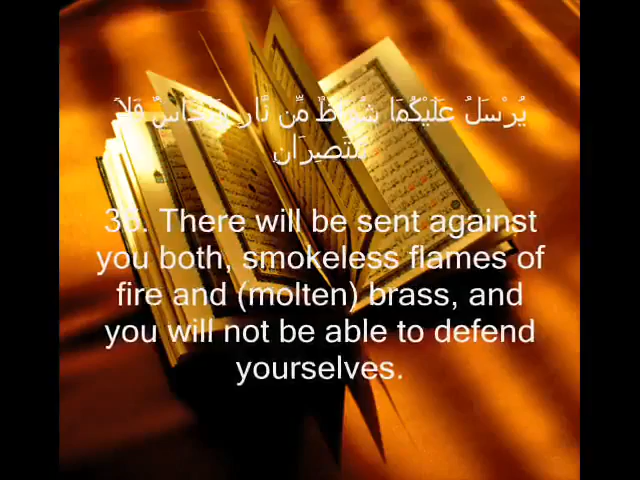 يُرْسَلُ عَلَيْكُمَا شُوَاظٌ مِّن نَّارٍ وَنُحَاسٌ فَلَا
تَنتَصِرَانِ
35. There will be sent against
you both, smokeless flames of
fire and (molten) brass, and
you will not be able to defend
yourselves.